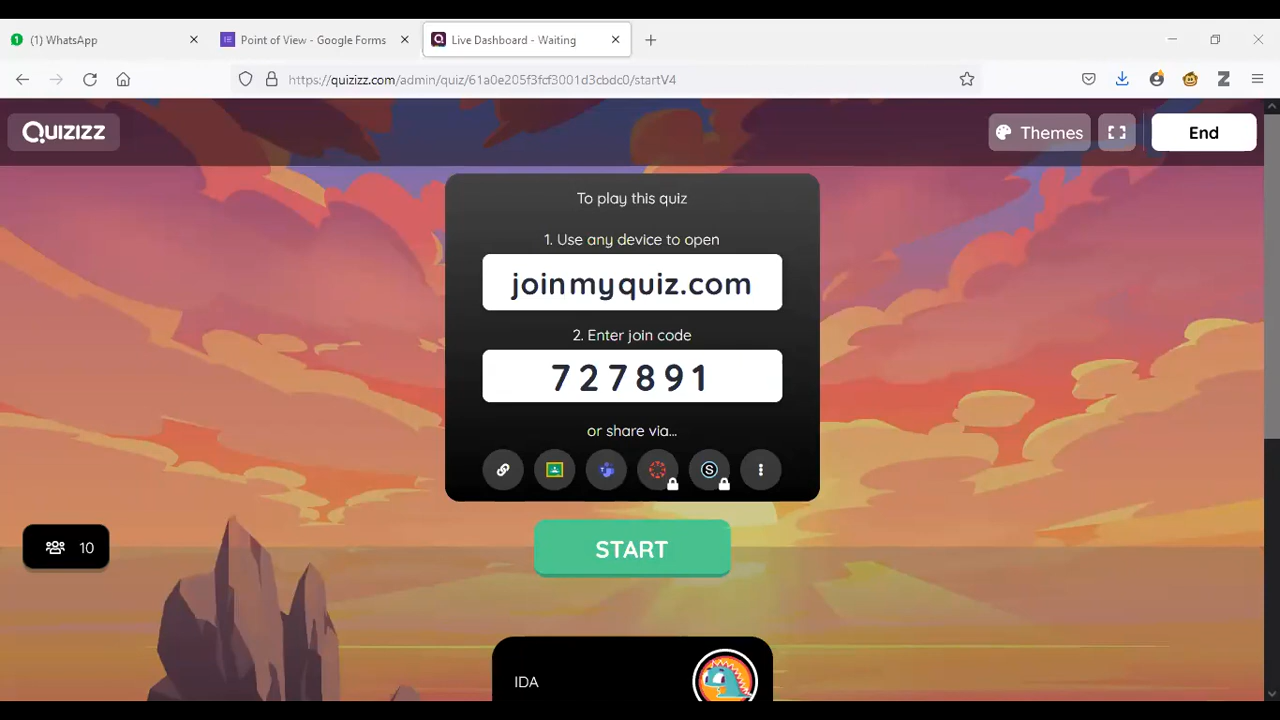 (1) WhatsApp
Point of View - Google Forms
Live Dashboard - Waiting
https://quizizz.com/admin/quiz/61a0e205f3fcf3001d3cbdc0/startV4
Quizizz
Themes
End
To play this quiz
1. Use any device to open
joinmyquiz.com
2. Enter join code
727891
or share via...
10
START
IDA